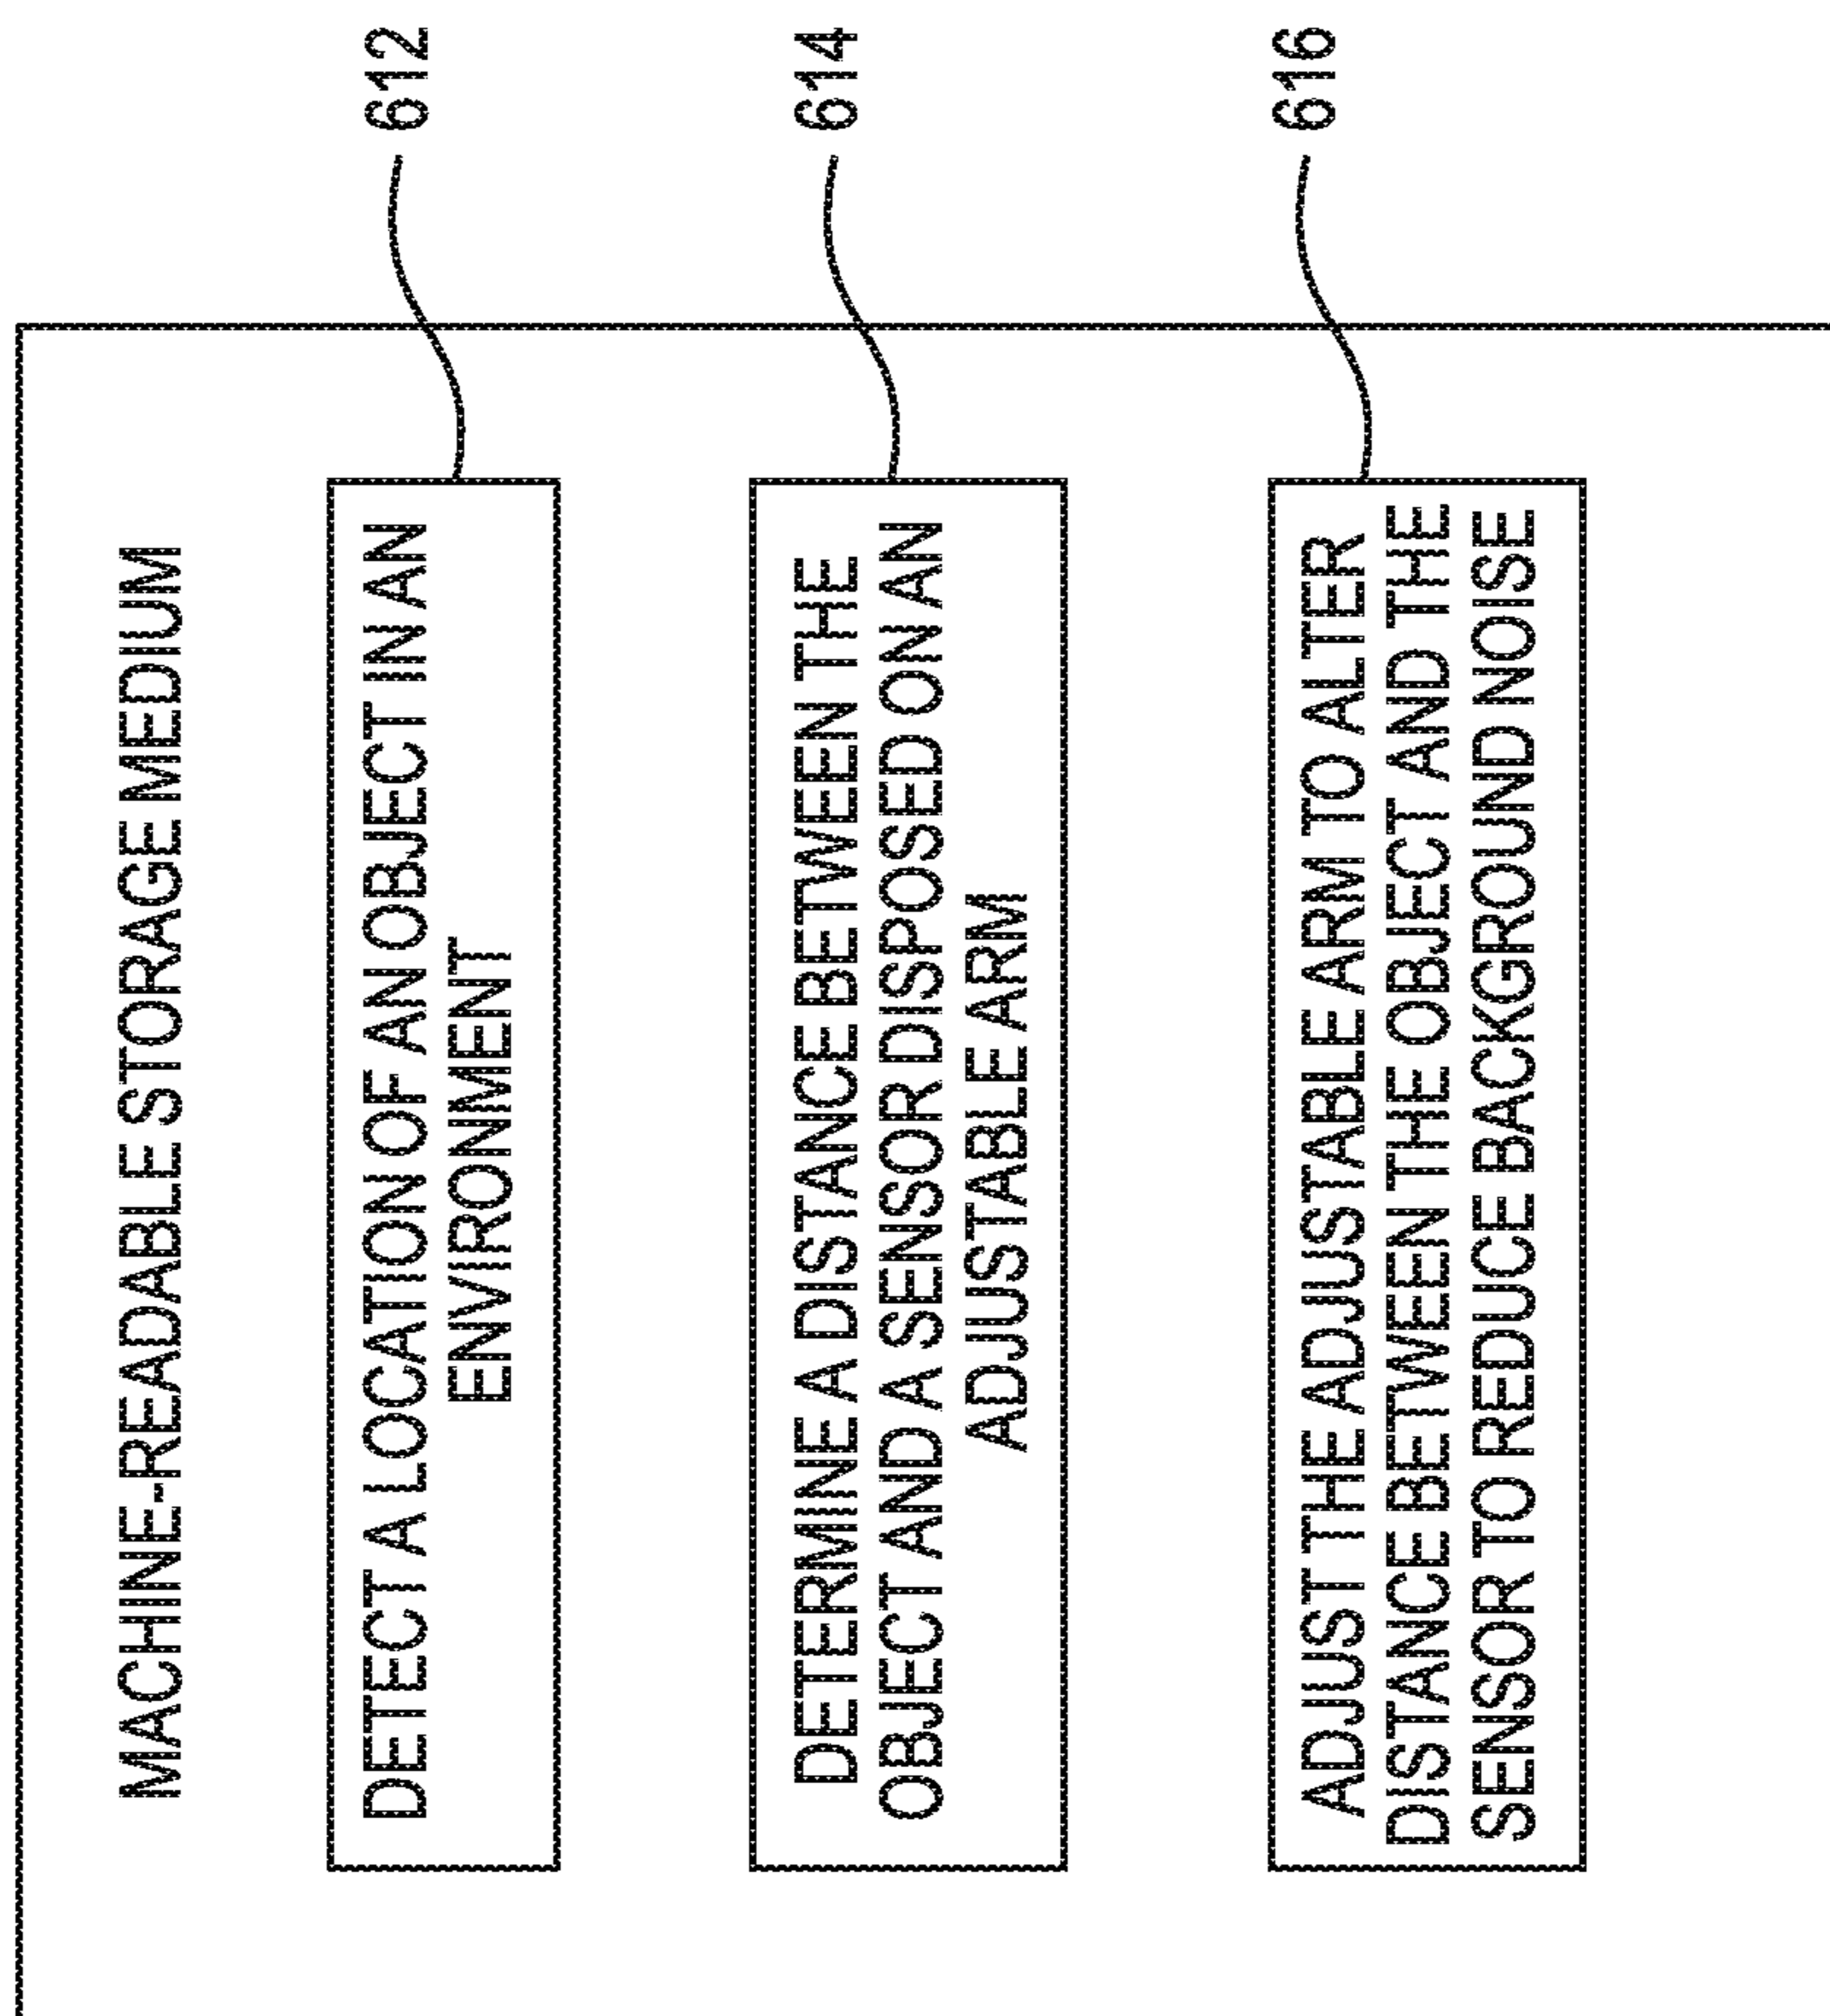 MACHINE-READABLE STORAGE MEDIUM
DETECT A LOCATION OF AN OBJECT IN AN
ENVIRONMENT
612
DETERMINE A DISTANCE BETWEEN THE
OBJECT AND A SENSOR DISPOSED ON AN
ADJUSTABLE ARM
614
ADJUST THE ADJUSTABLE ARM TO ALTER
DISTANCE BETWEEN THE OBJECT AND THE
SENSOR TO REDUCE BACKGROUND NOISE
616